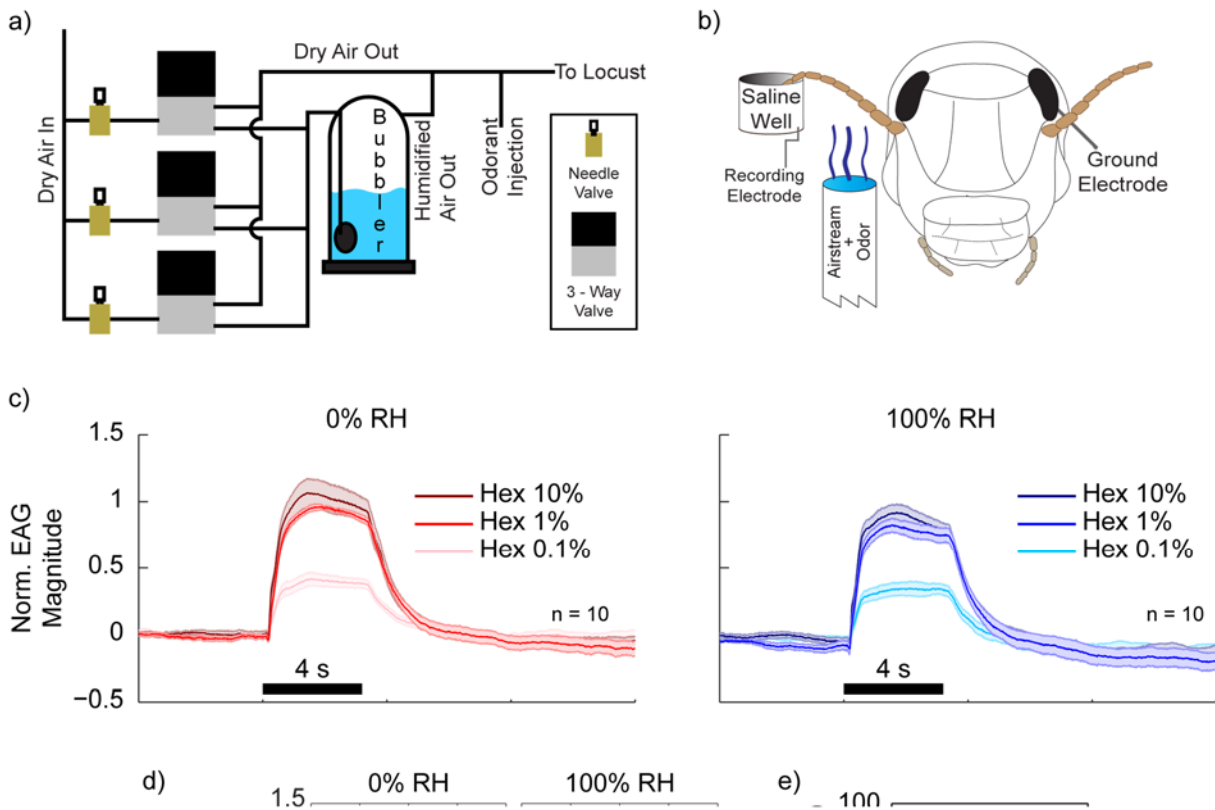 a)
Dry Air In
Dry Air Out
To Locust
Bubbler
Humidified
Air Out
Odorant
Injection
Needle
Valve
3 - Way
Valve
b)
Saline
Well
Recording
Electrode
Airstream
+
Odor
Ground
Electrode
c)
0% RH
Norm. EAG
Magnitude
1.5
1
0.5
0
−0.5
Hex 10%
Hex 1%
Hex 0.1%
n = 10
4 s
100% RH
Hex 10%
Hex 1%
Hex 0.1%
n = 10
4 s
d)
0% RH
100% RH
1.5
e)
100